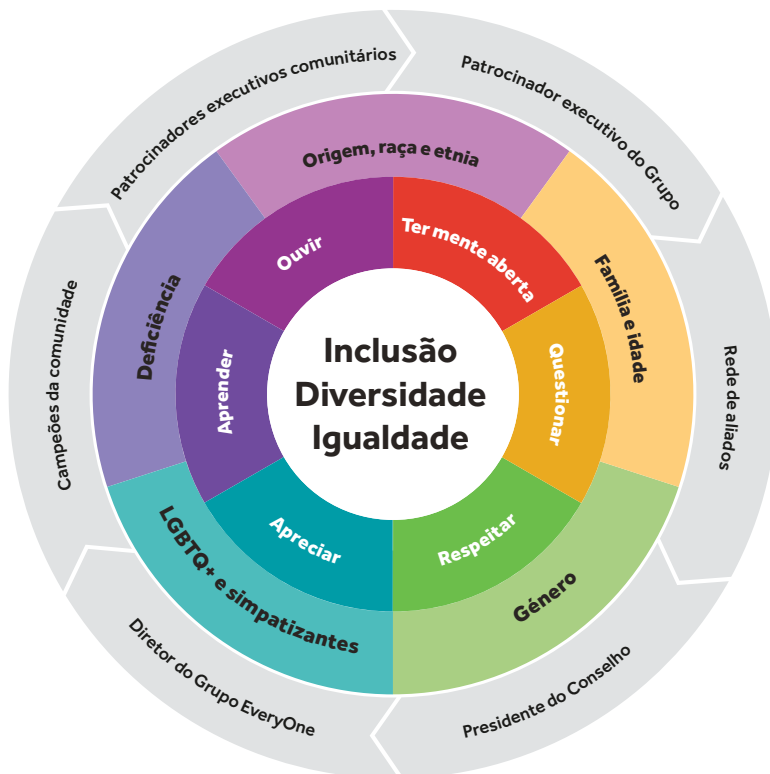 Inclusão
Diversidade
Igualdade
Ter mente aberta
Questionar
Respeitar
Apreciar
Aprender
Ouvir
Origem, raça e etnia
Família e idade
Género
LGBTQ+ e simpatizantes
Deficiência
Patrocinador executivo do Grupo
Rede de aliados
Presidente do Conselho
Diretor do Grupo EveryOne
Campeões da comunidade
Patrocinadores executivos comunitários